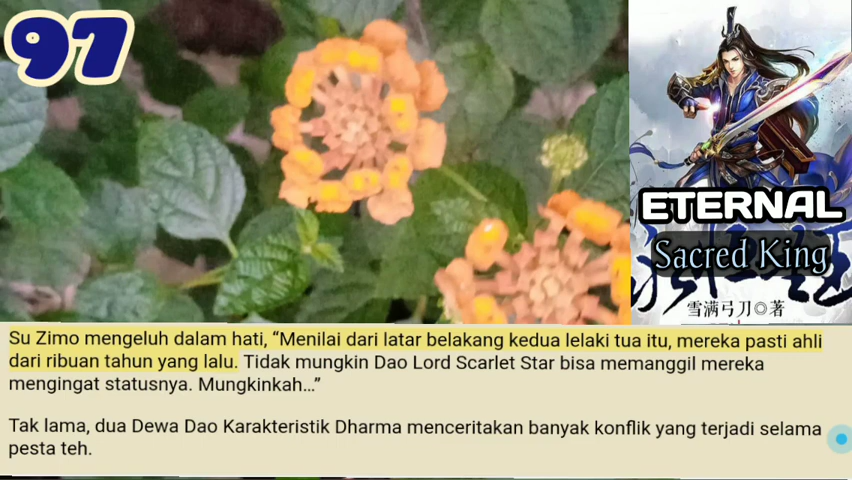 97
ETERNAL
Sacred King
雪满弓刀◎著
Su Zimo mengeluh dalam hati, “Menilai dari latar belakang kedua lelaki tua itu, mereka pasti ahli
dari ribuan tahun yang lalu. Tidak mungkin Dao Lord Scarlet Star bisa memanggil mereka
mengingat statusnya. Mungkinkah…”
Tak lama, dua Dewa Dao Karakteristik Dharma menceritakan banyak konflik yang terjadi selama
pesta teh.